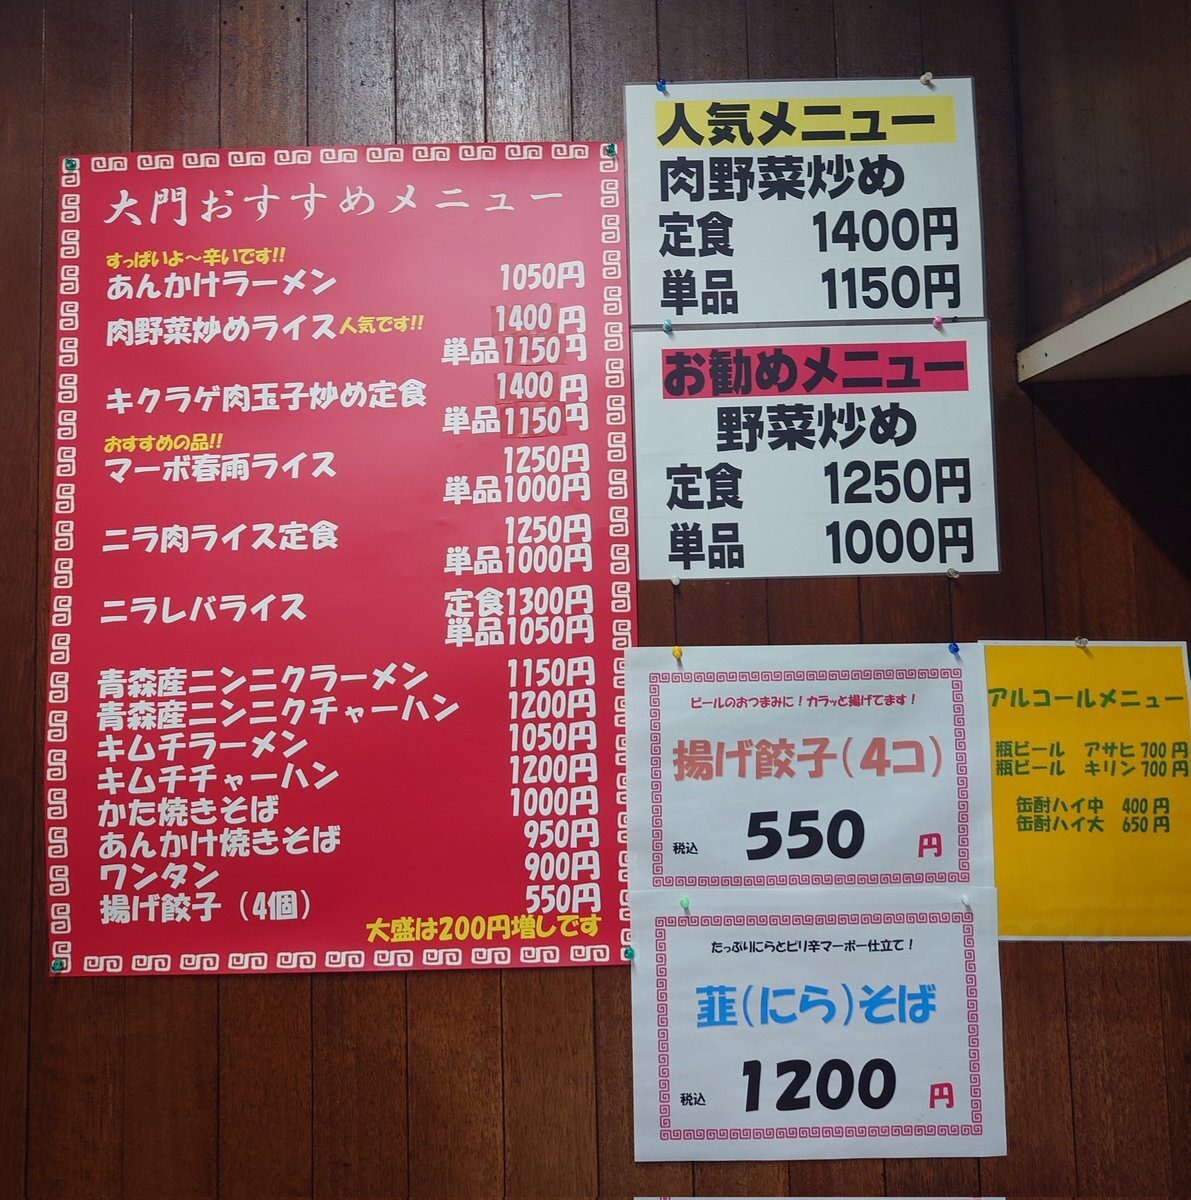 大門おすすめメニュー
すっぱいよ～辛いです!!
あんかけラーメン 1050円
肉野菜炒めライス人気です!! 1400円
単品1150円
キクラゲ肉玉子炒め定食 1400円
単品1150円
おすすめの品!!
マーボ春雨ライス 1250円
単品1000円
ニラ肉ライス定食 1250円
単品1000円
ニラレバライス 定食1300円
単品1050円
青森産ニンニクラーメン 1150円
青森産ニンニクチャーハン 1200円
キムチラーメン 1050円
キムチチャーハン 1200円
かた焼きそば 1000円
あんかけ焼きそば 950円
ワンタン 900円
揚げ餃子（4個） 550円
大盛は200円増しです
人気メニュー
肉野菜炒め
定食 1400円
単品 1150円
お勧めメニュー
野菜炒め
定食 1250円
単品 1000円
ビールのおつまみに！カラッと揚げてます！
揚げ餃子（4コ）
税込 550 円
たっぷりにらとピリ辛マーボー仕立て！
韮（にら）そば
税込 1200 円
アルコールメニュー
瓶ビール アサヒ 700円
瓶ビール キリン 700円
缶酎ハイ中 400円
缶酎ハイ大 650円